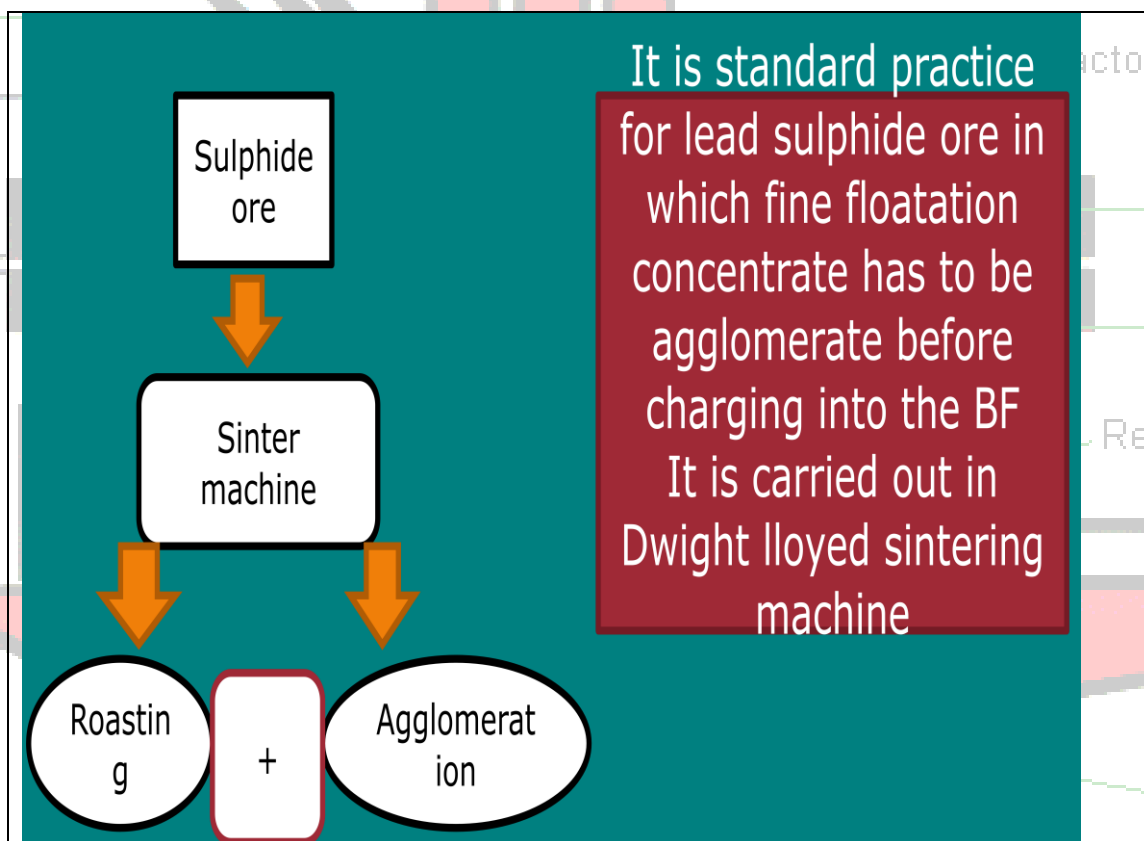 Sulphide
ore
Sinter
machine
Roastin
g
+
Agglomerat
ion
It is standard practice
for lead sulphide ore in
which fine floatation
concentrate has to be
agglomerate before
charging into the BF
It is carried out in
Dwight lloyed sintering
machine